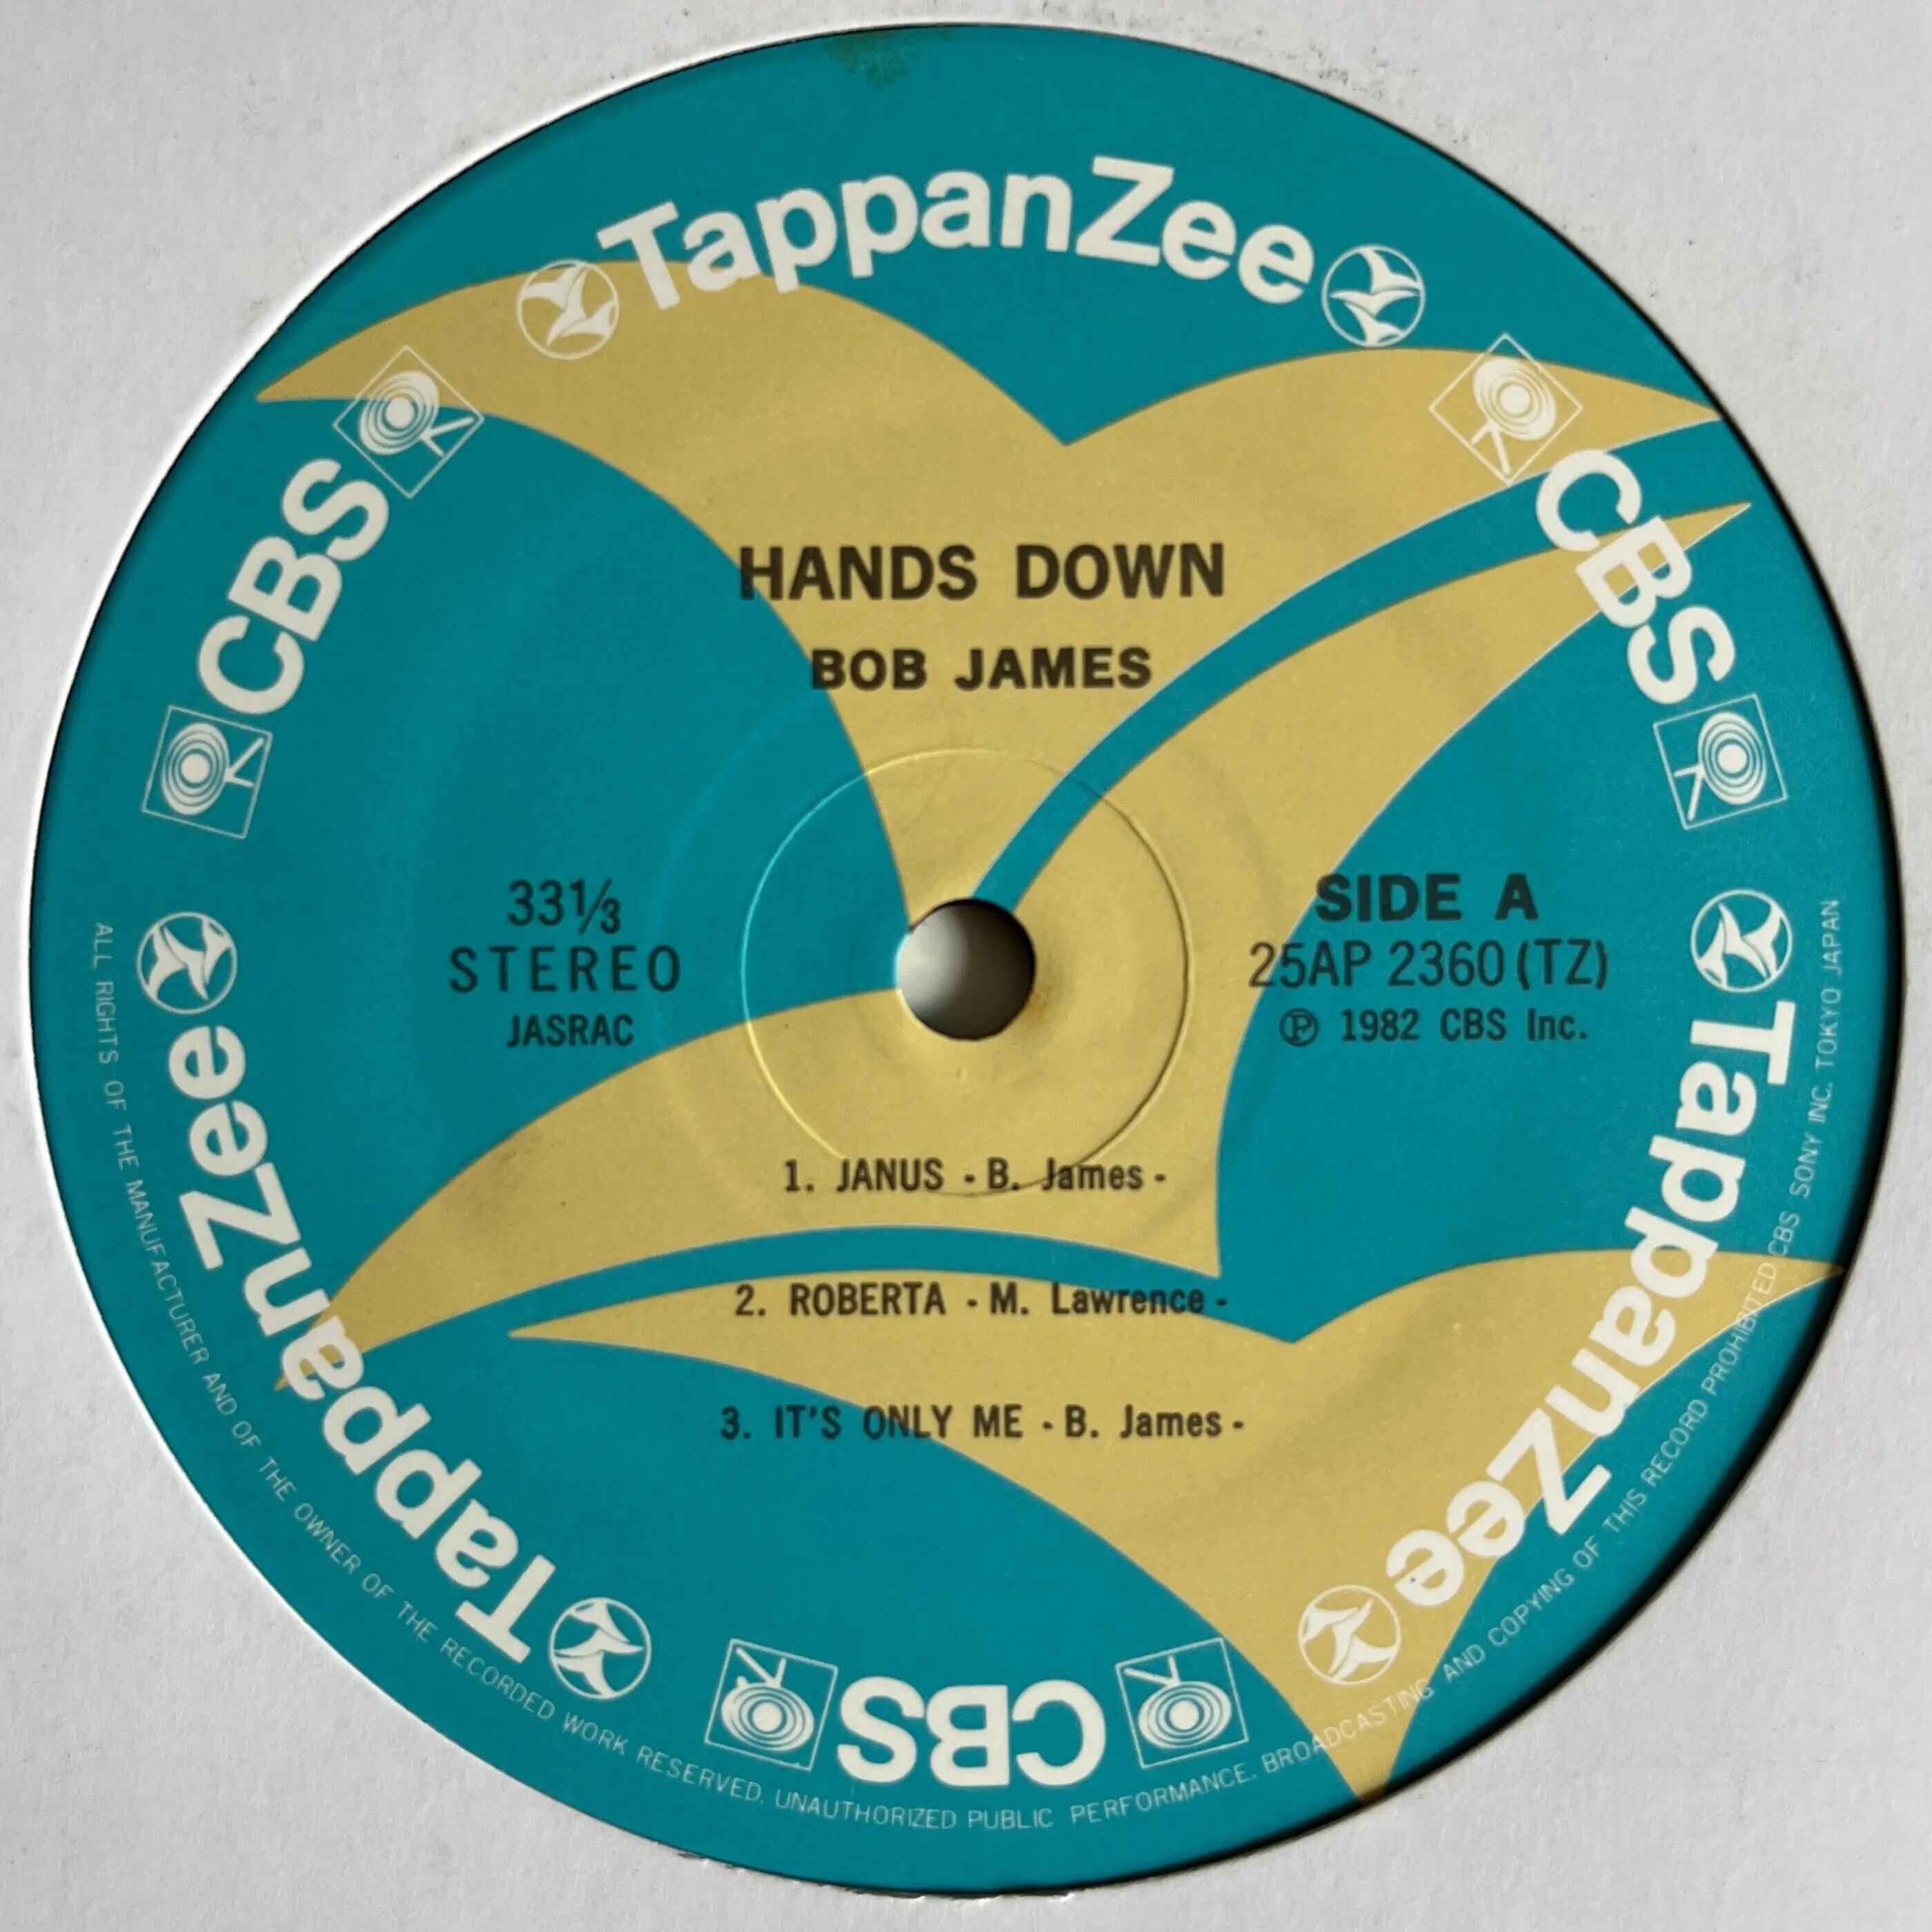 TappanZee
CBS
CBS
HANDS DOWN
BOB JAMES
33⅓
STEREO
JASRAC
SIDE A
25AP 2360 (TZ)
℗ 1982 CBS Inc.
1. JANUS - B. James -
2. ROBERTA - M. Lawrence -
3. IT'S ONLY ME - B. James -
TappanZee
TappanZee
CBS
ALL RIGHTS OF THE MANUFACTURER AND OF THE OWNER OF THE RECORDED WORK RESERVED. UNAUTHORIZED PUBLIC PERFORMANCE. BROADCASTING AND COPYING OF THIS RECORD PROHIBITED CBS SONY INC. TOKYO JAPAN